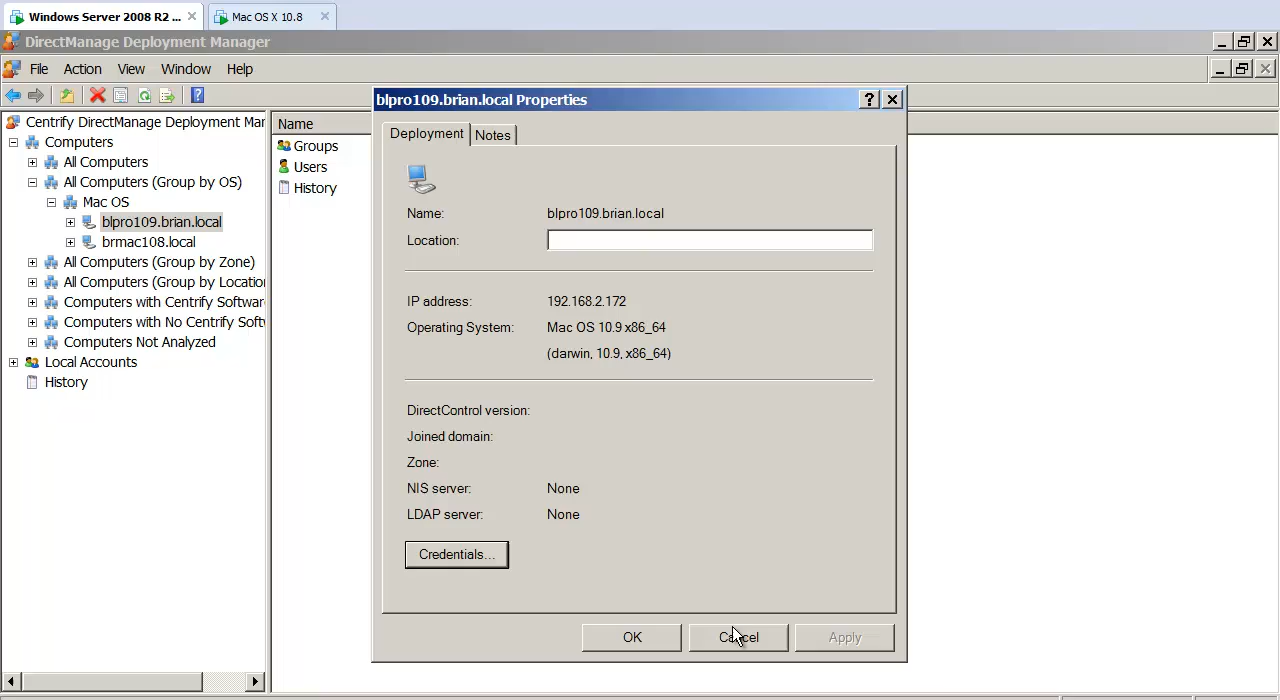 Windows Server 2008 R2 ...
Mac OS X 10.8
DirectManage Deployment Manager
File Action View Window Help
Centrify DirectManage Deployment Mar
Computers
All Computers
All Computers (Group by OS)
Mac OS
blpro109.brian.local
brmac108.local
All Computers (Group by Zone)
All Computers (Group by Location
Computers with Centrify Softwar
Computers with No Centrify Soft
Computers Not Analyzed
Local Accounts
History
Name
Groups
Users
History
blpro109.brian.local Properties
Deployment
Notes
Name: blpro109.brian.local
Location:
IP address: 192.168.2.172
Operating System: Mac OS 10.9 x86_64
(darwin, 10.9, x86_64)
DirectControl version:
Joined domain:
Zone:
NIS server: None
LDAP server: None
Credentials...
OK
Cancel
Apply